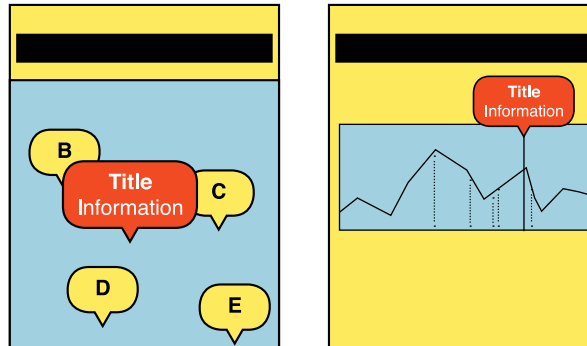 B
Title
Information
C
D
E
Title
Information